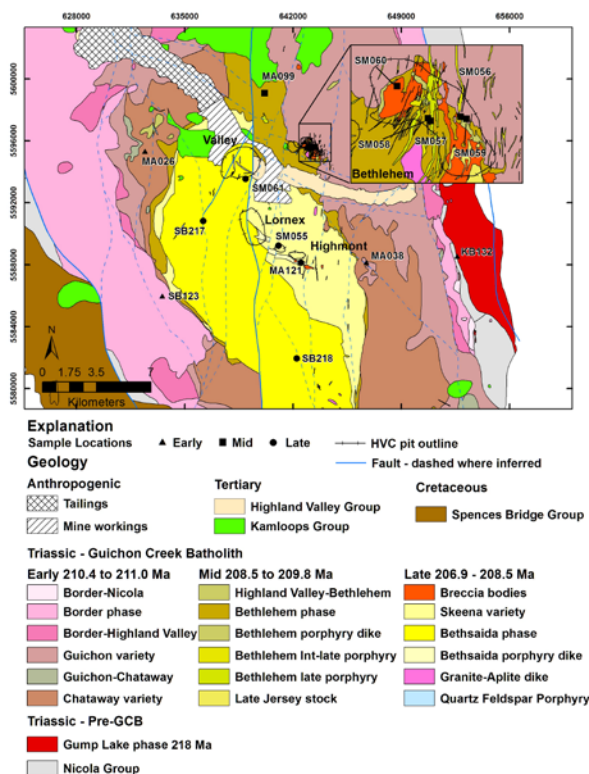 628000 635000 642000 649000 656000
5600000
5596000
5592000
5588000
5584000
5580000
SM060
SM056
SM058
SM057
SM059
Bethlehem
MA099
Valley
MA026
SM061
SB217
Lornex
SM055
Highmont
MA121
MA038
KB132
SB123
SB218
N
0 1.75 3.5 7
Kilometers
Explanation
Sample Locations Early Mid Late HVC pit outline
Geology Fault - dashed where inferred
Anthropogenic Tertiary Cretaceous
Tailings Highland Valley Group Spences Bridge Group
Mine workings Kamloops Group
Triassic - Guichon Creek Batholith
Early 210.4 to 211.0 Ma Mid 208.5 to 209.8 Ma Late 206.9 - 208.5 Ma
Border-Nicola Highland Valley-Bethlehem Breccia bodies
Border phase Bethlehem phase Skeena variety
Border-Highland Valley Bethlehem porphyry dike Bethsaida phase
Guichon variety Bethlehem Int-late porphyry Bethsaida porphyry dike
Guichon-Chataway Bethlehem late porphyry Granite-Aplite dike
Chataway variety Late Jersey stock Quartz Feldspar Porphyry
Triassic - Pre-GCB
Gump Lake phase 218 Ma
Nicola Group